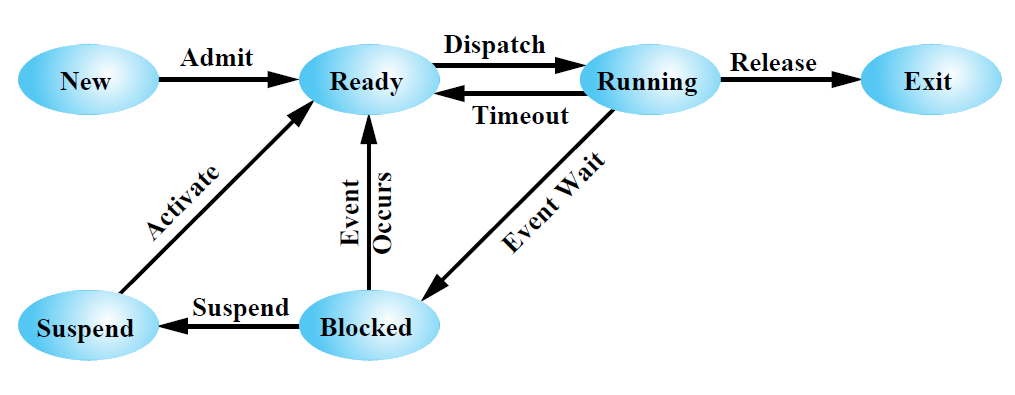 Admit
Dispatch
Release
New
Ready
Running
Exit
Timeout
Activate
Event
Occurs
Event Wait
Suspend
Suspend
Blocked